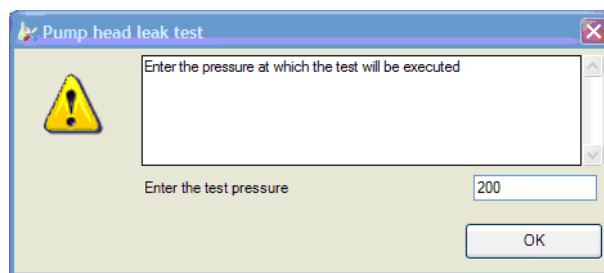 Pump head leak test
Enter the pressure at which the test will be executed
Enter the test pressure 200
OK